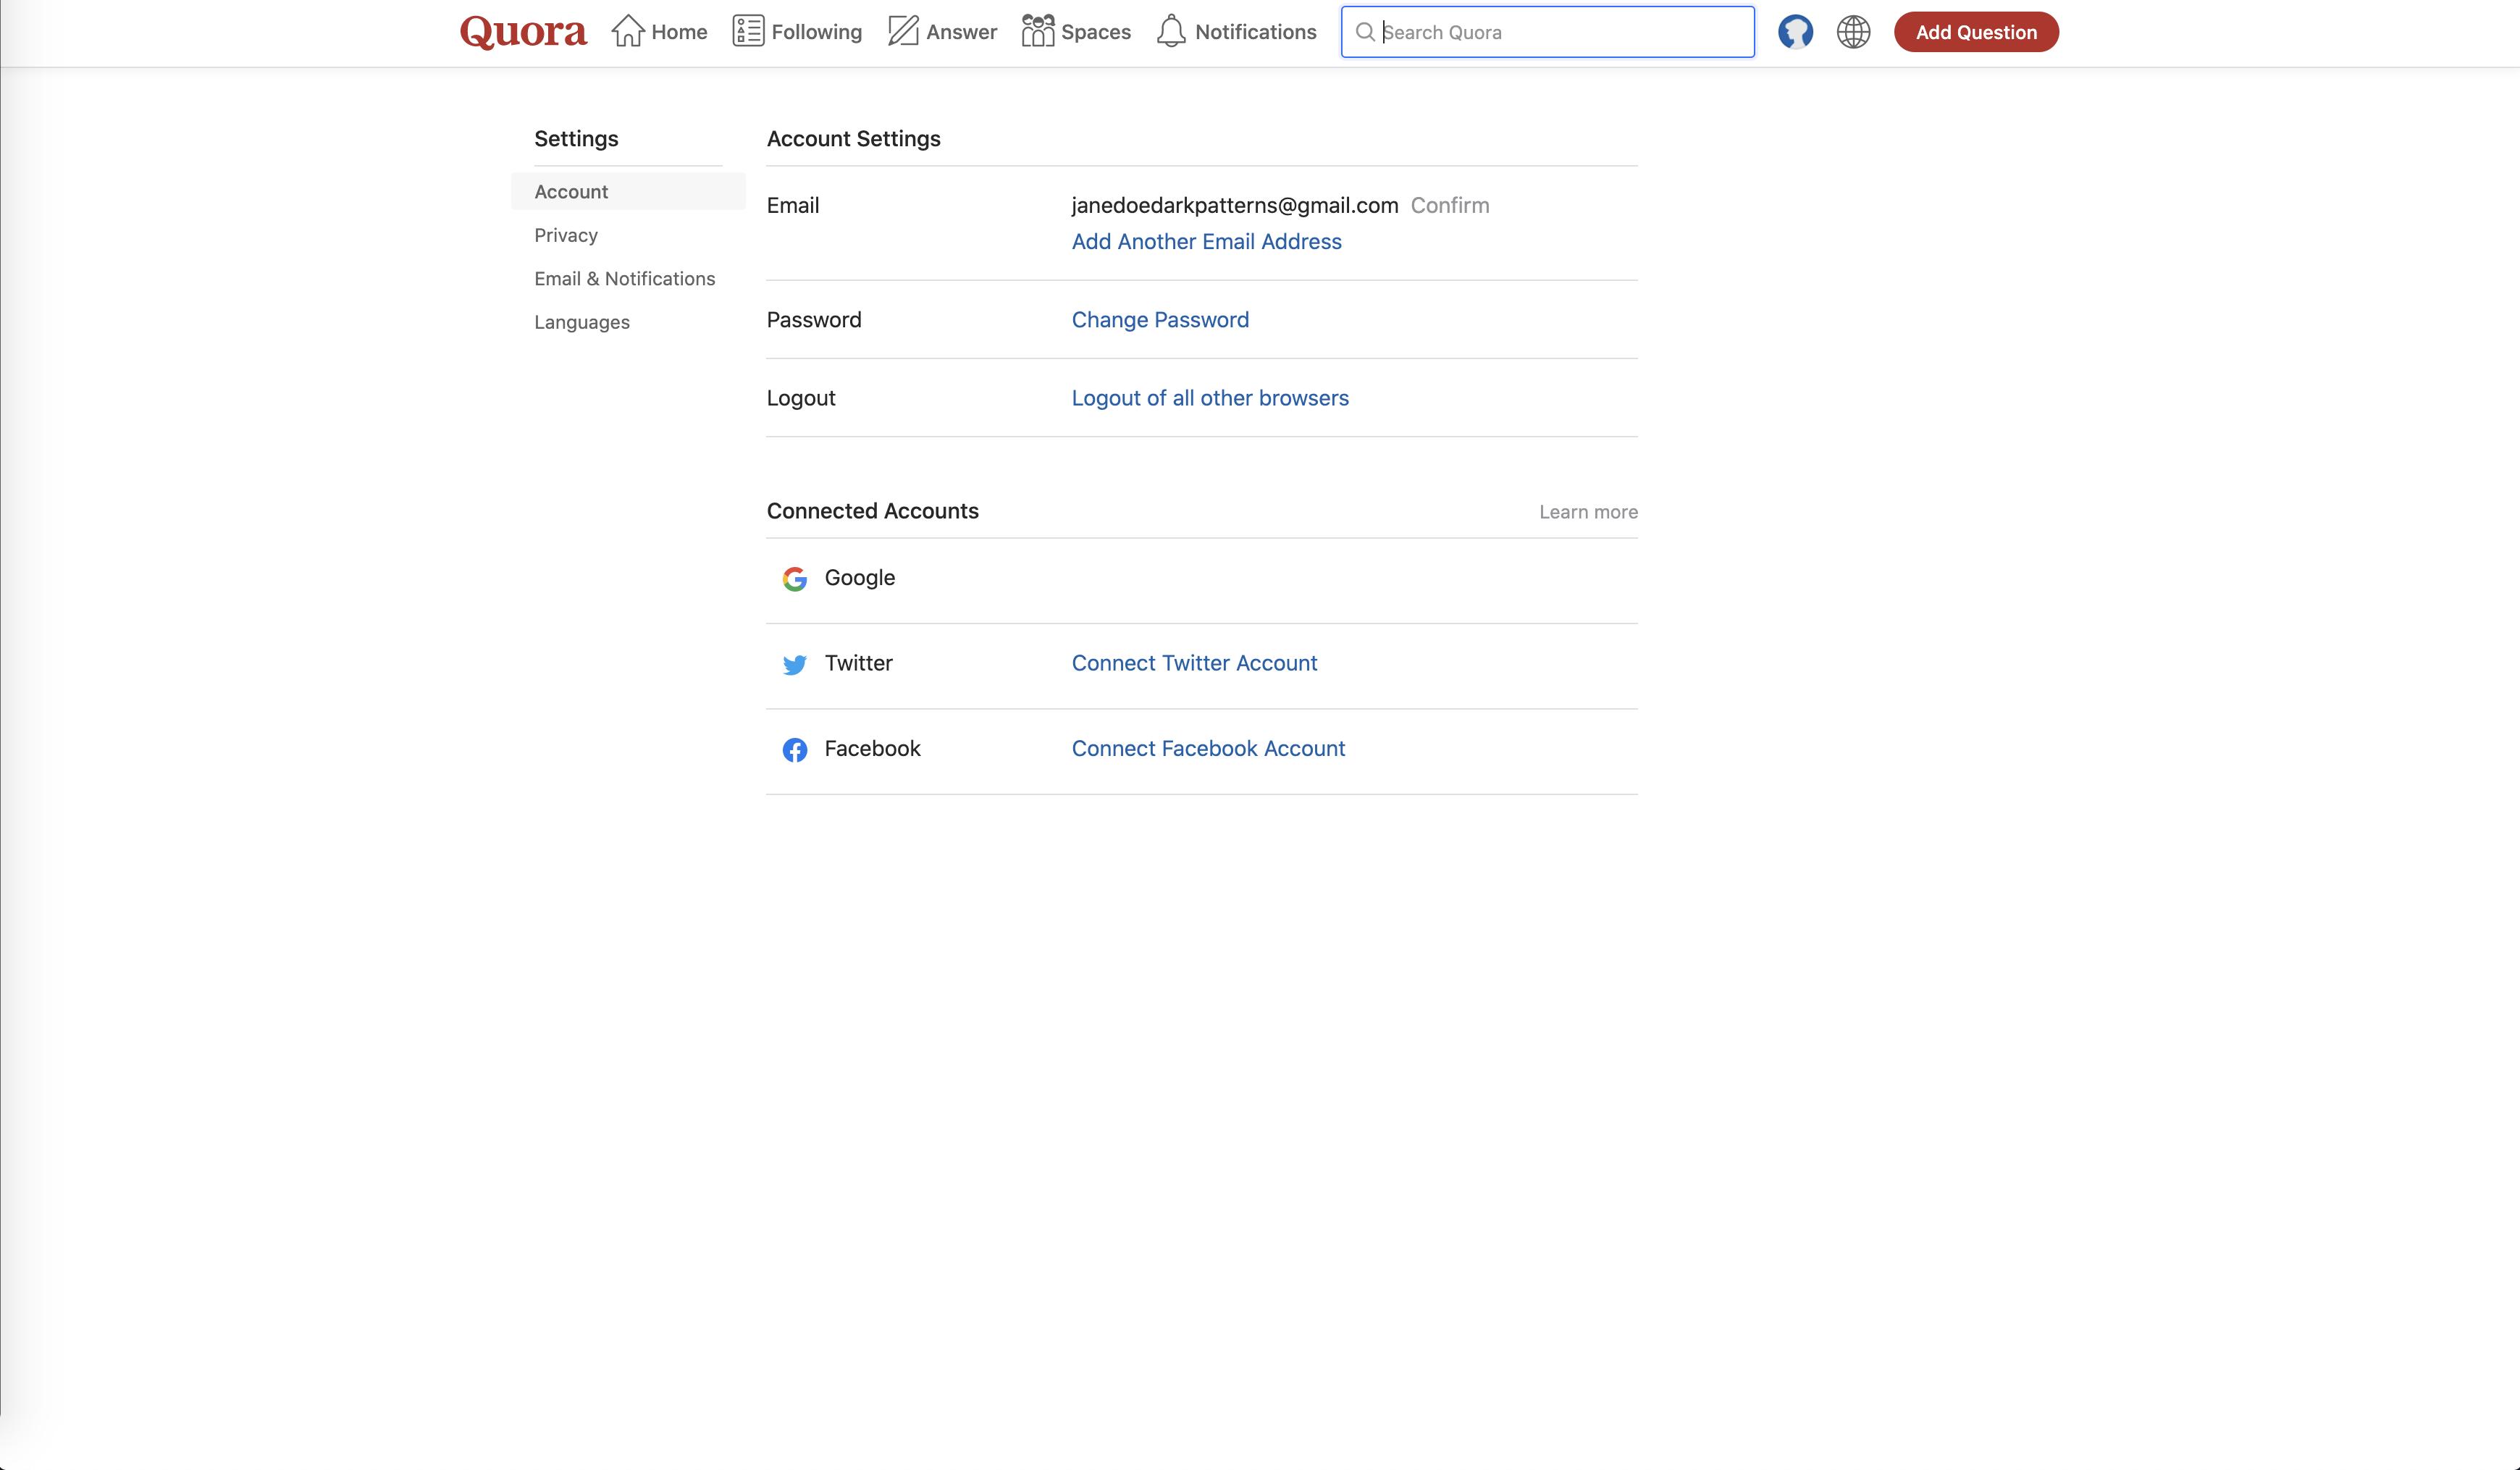 Quora Home Following Answer Spaces Notifications Search Quora Add Question
Settings
Account
Privacy
Email & Notifications
Languages
Account Settings
Email janedoedarkpatterns@gmail.com Confirm
Add Another Email Address
Password Change Password
Logout Logout of all other browsers
Connected Accounts Learn more
Google
Twitter Connect Twitter Account
Facebook Connect Facebook Account